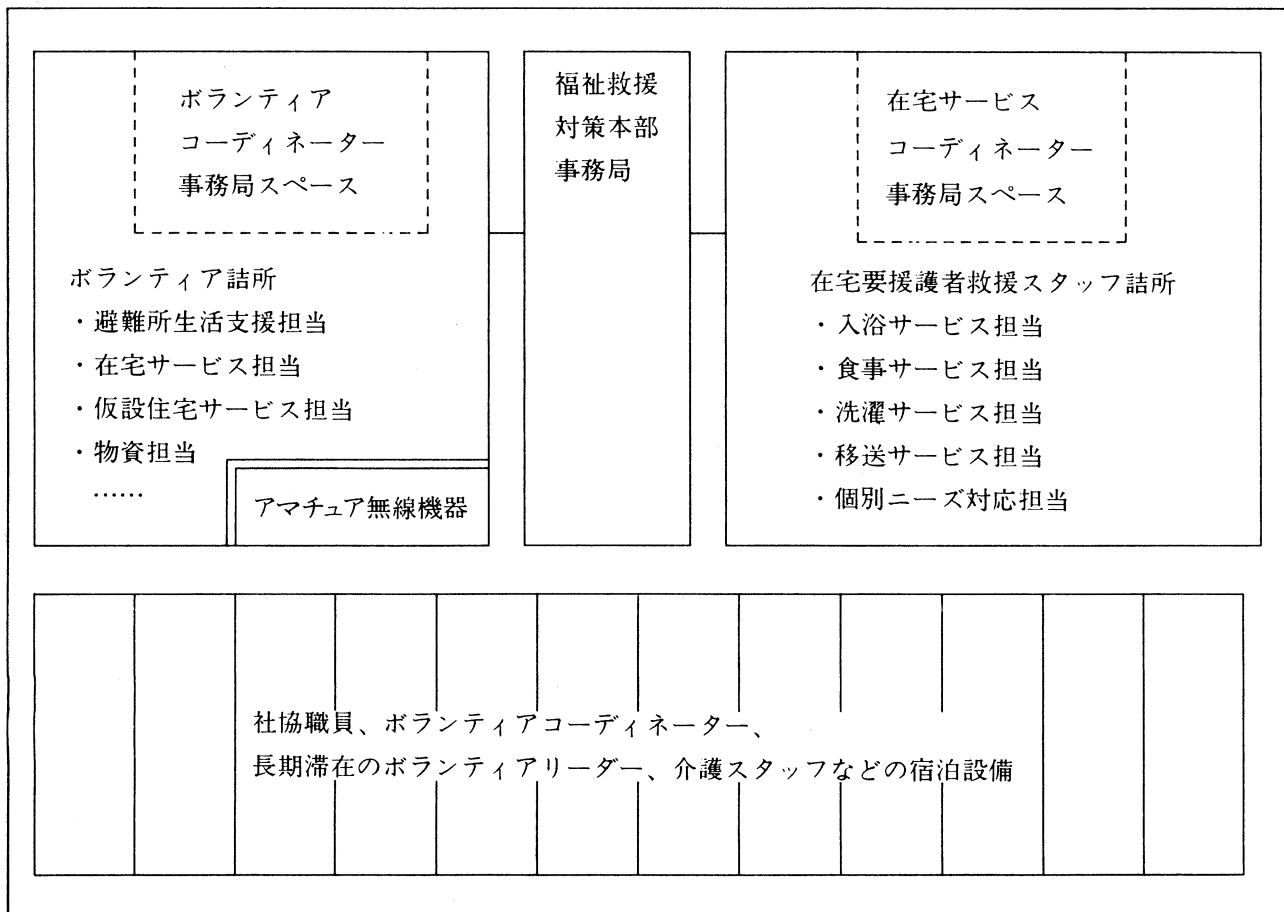 ボランティア
コーディネーター
事務局スペース
ボランティア詰所
・避難所生活支援担当
・在宅サービス担当
・仮設住宅サービス担当
・物資担当
……
アマチュア無線機器
福祉救援
対策本部
事務局
在宅サービス
コーディネーター
事務局スペース
在宅要援護者救援スタッフ詰所
・入浴サービス担当
・食事サービス担当
・洗濯サービス担当
・移送サービス担当
・個別ニーズ対応担当
社協職員、ボランティアコーディネーター、
長期滞在のボランティアリーダー、介護スタッフなどの宿泊設備